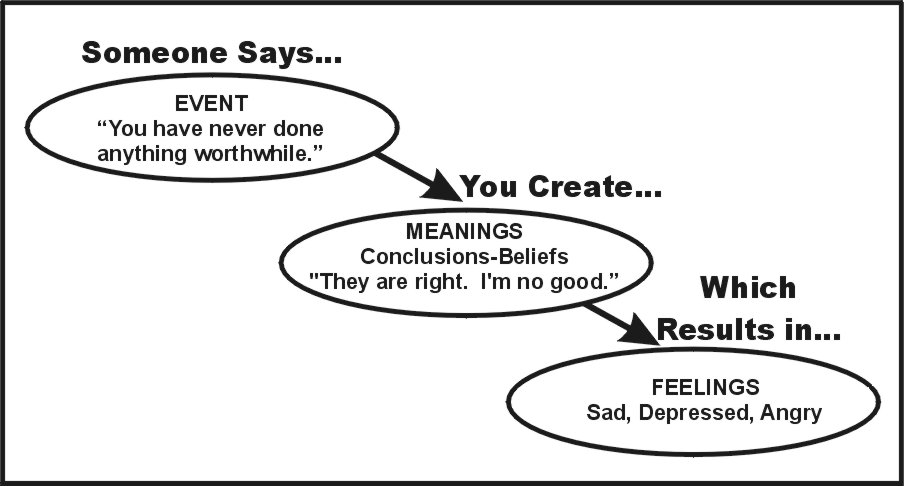 Someone Says...
EVENT
“You have never done
anything worthwhile.”
You Create...
MEANINGS
Conclusions-Beliefs
"They are right.  I'm no good.”
Which
Results in...
FEELINGS
Sad, Depressed, Angry